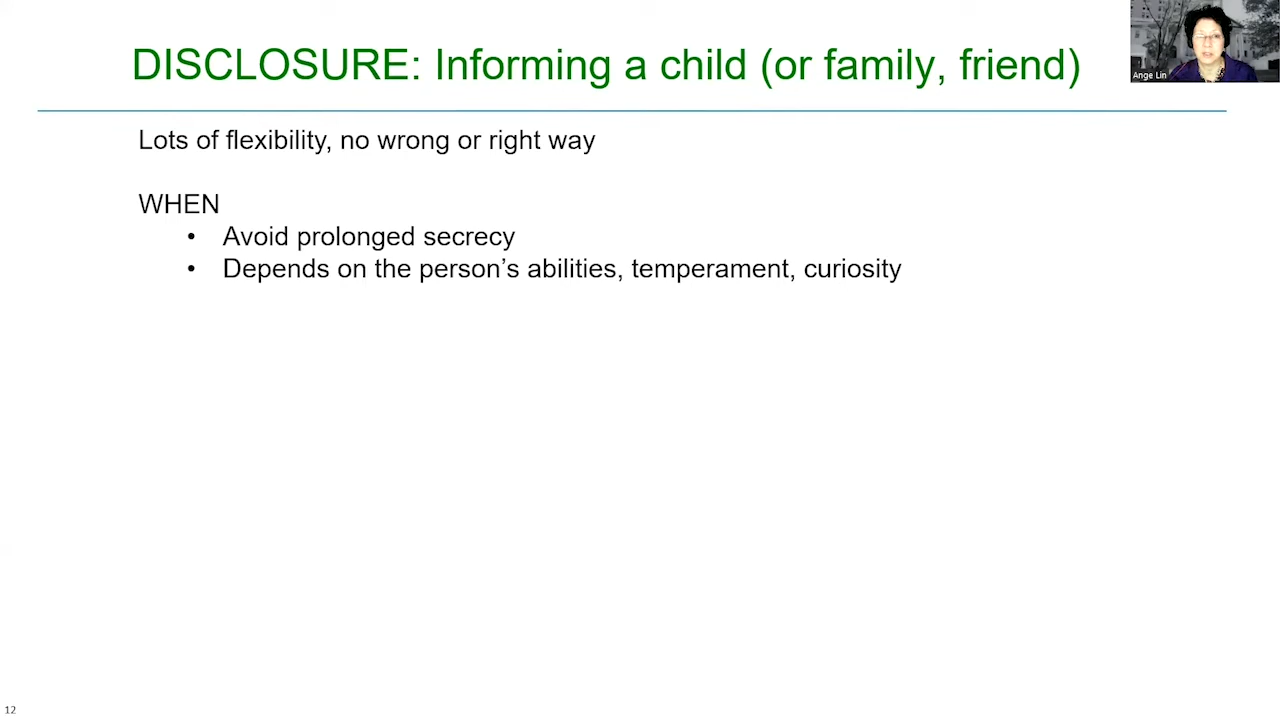 DISCLOSURE: Informing a child (or family, friend)
Ange Lin
Lots of flexibility, no wrong or right way
WHEN
• Avoid prolonged secrecy
• Depends on the person's abilities, temperament, curiosity
12